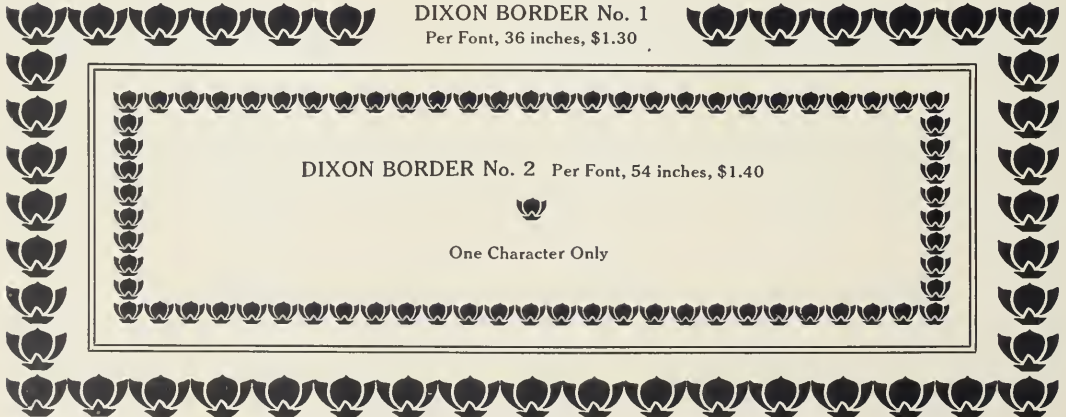 DIXON BORDER No. 1
Per Font, 36 inches, $1.30
DIXON BORDER No. 2 Per Font, 54 inches, $1.40
One Character Only